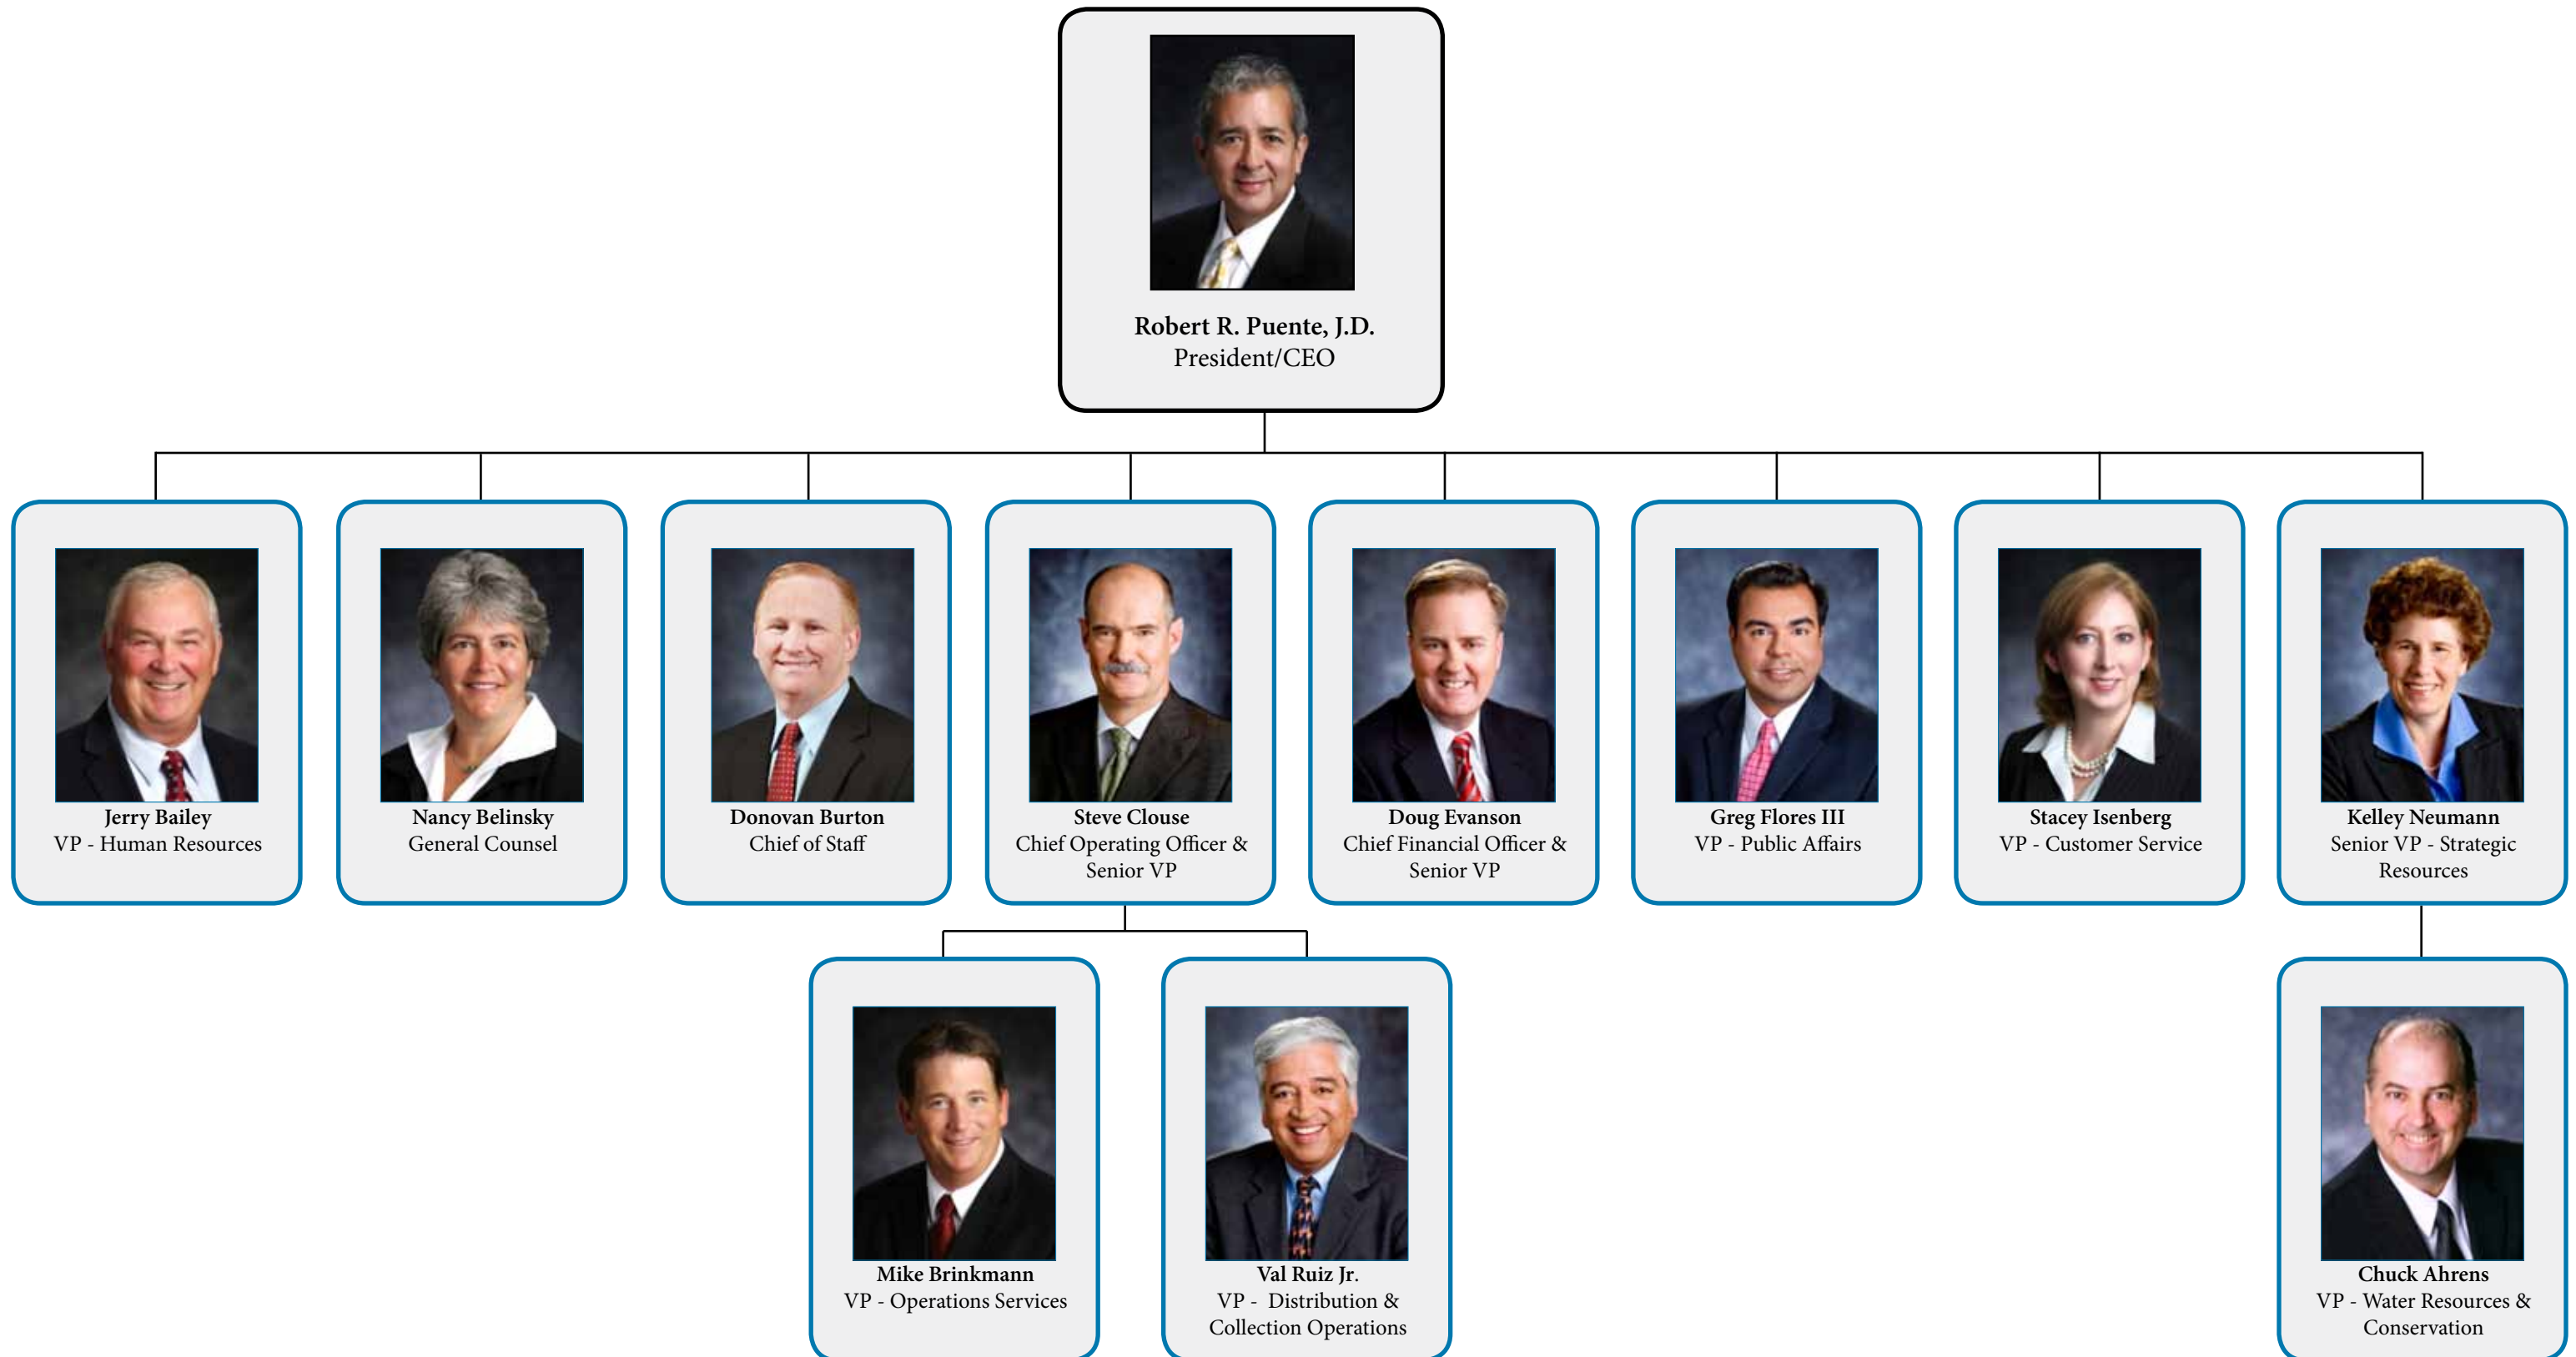 Robert R. Puente, J.D.
President/CEO
Jerry Bailey
VP - Human Resources
Nancy Belinsky
General Counsel
Donovan Burton
Chief of Staff
Steve Clouse
Chief Operating Officer &
Senior VP
Doug Evanson
Chief Financial Officer &
Senior VP
Greg Flores III
VP - Public Affairs
Stacey Isenberg
VP - Customer Service
Kelley Neumann
Senior VP - Strategic
Resources
Mike Brinkmann
VP - Operations Services
Val Ruiz Jr.
VP - Distribution &
Collection Operations
Chuck Ahrens
VP - Water Resources &
Conservation